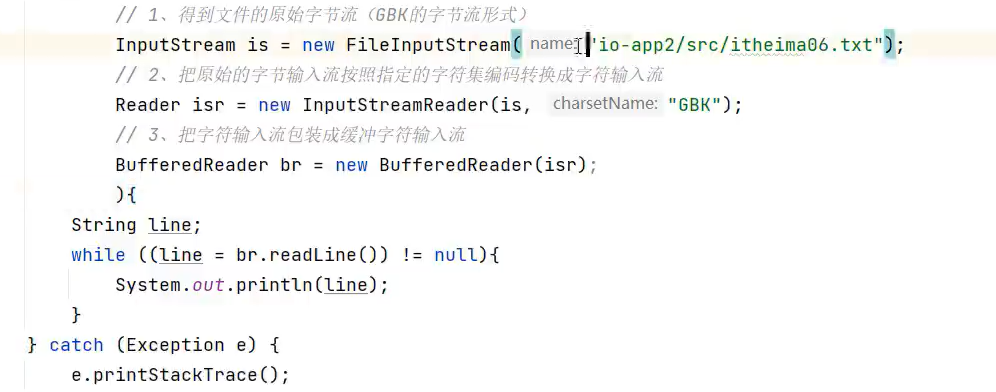 // 1、得到文件的原始字节流（GBK的字节流形式）
InputStream is = new FileInputStream( name: "io-app2/src/itheima06.txt");
// 2、把原始的字节输入流按照指定的字符集编码转换成字符输入流
Reader isr = new InputStreamReader(is, charsetName: "GBK");
// 3、把字符输入流包装成缓冲字符输入流
BufferedReader br = new BufferedReader(isr);
){
String line;
while ((line = br.readLine()) != null){
System.out.println(line);
}
} catch (Exception e) {
e.printStackTrace();